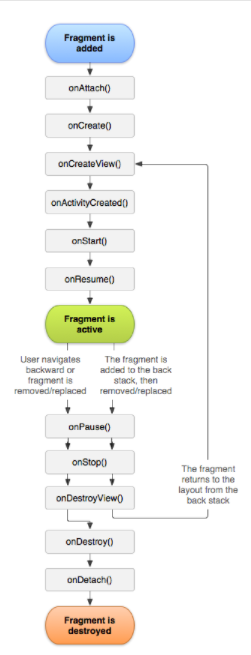 Fragment is
added
onAttach()
onCreate()
onCreateView()
onActivityCreated()
onStart()
onResume()
Fragment is
active
User navigates
backward or
fragment is
removed/replaced
The fragment is
added to the back
stack, then
removed/replaced
onPause()
onStop()
onDestroyView()
The fragment
returns to the
layout from the
back stack
onDestroy()
onDetach()
Fragment is
destroyed